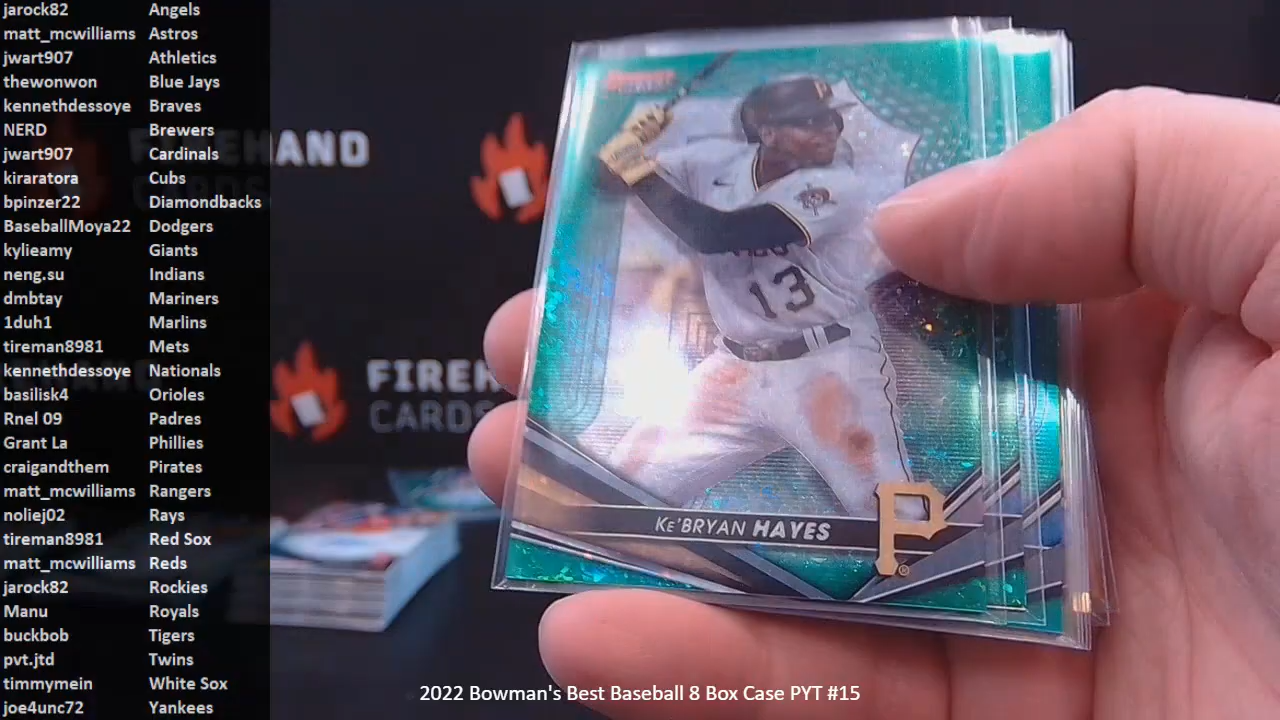 jarock82 Angels
matt_mcwilliams Astros
jwart907 Athletics
thewonwon Blue Jays
kennethdessoye Braves
NERD Brewers
jwart907 Cardinals
kiraratora Cubs
bpinzer22 Diamondbacks
BaseballMoya22 Dodgers
kylieamy Giants
neng.su Indians
dmbtay Mariners
1duh1 Marlins
tireman8981 Mets
kennethdessoye Nationals
basilisk4 Orioles
Rnel 09 Padres
Grant La Phillies
craigandthem Pirates
matt_mcwilliams Rangers
noliej02 Rays
tireman8981 Red Sox
matt_mcwilliams Reds
jarock82 Rockies
Manu Royals
buckbob Tigers
pvt.jtd Twins
timmymein White Sox
joe4unc72 Yankees
FIREHAND
CARDS
FIREH
CARDS
P
13
KE'BRYAN HAYES
P
®
2022 Bowman's Best Baseball 8 Box Case PYT #15